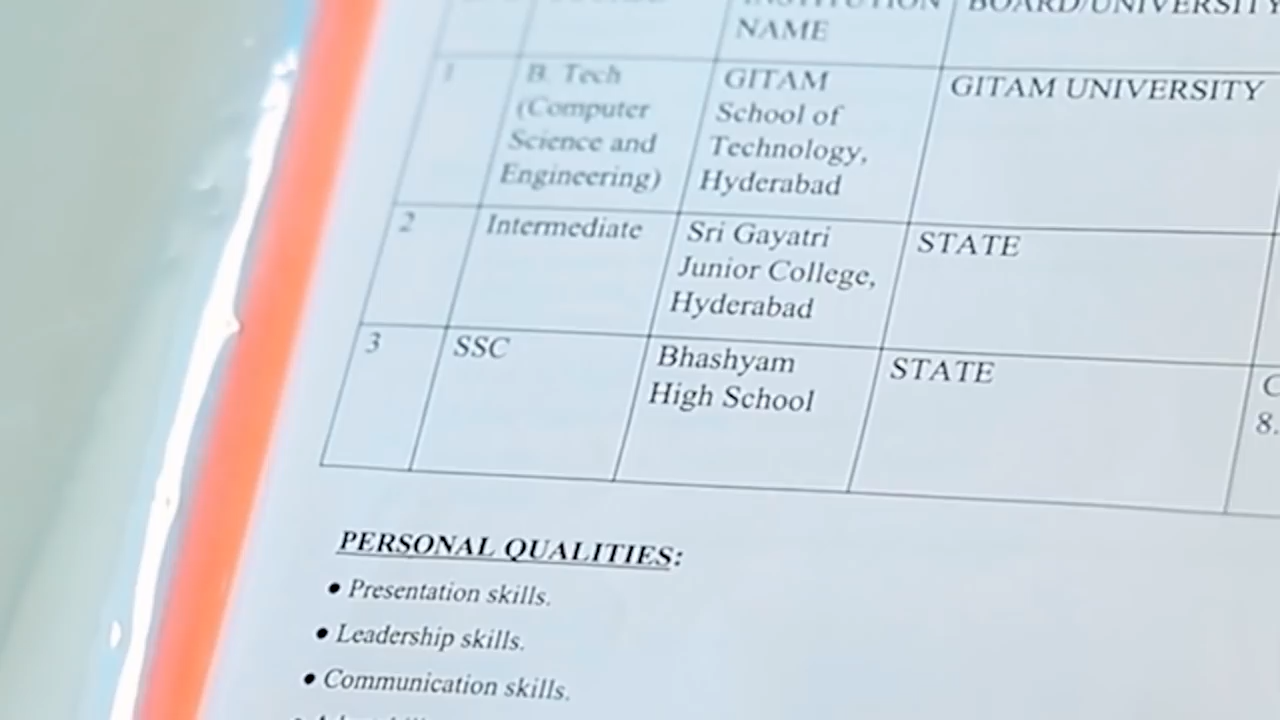 INSTITUTION BOARD/UNIVERSITY
NAME
1 B. Tech GITAM GITAM UNIVERSITY
(Computer School of
Science and Technology,
Engineering) Hyderabad
2 Intermediate Sri Gayatri STATE
Junior College,
Hyderabad
3 SSC Bhashyam STATE
High School
8.
PERSONAL QUALITIES:
• Presentation skills.
• Leadership skills.
• Communication skills.